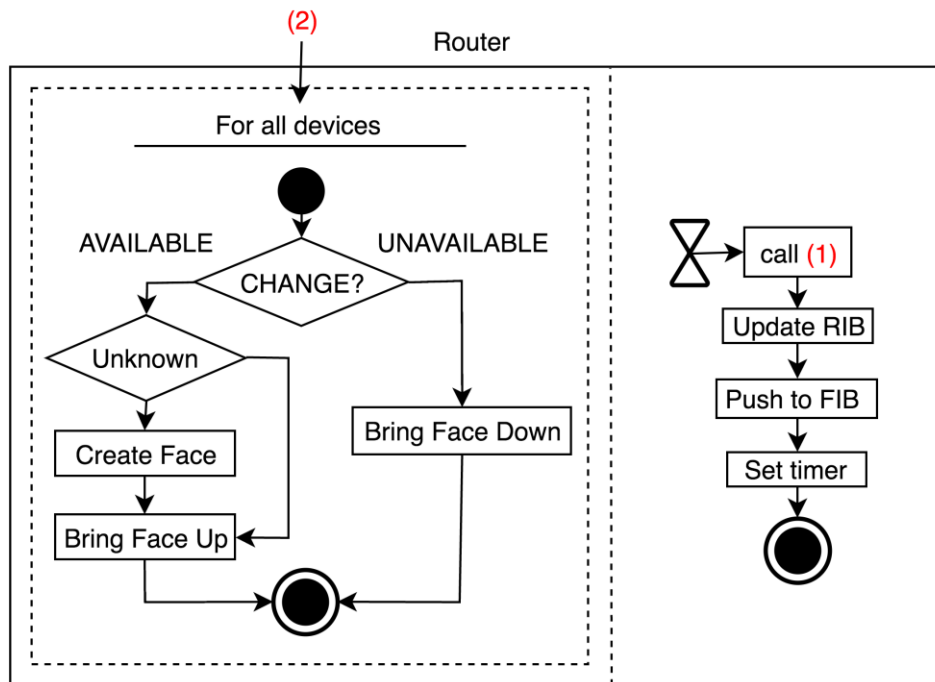 (2)
Router
For all devices
AVAILABLE
UNAVAILABLE
CHANGE?
Unknown
Create Face
Bring Face Up
Bring Face Down
call (1)
Update RIB
Push to FIB
Set timer